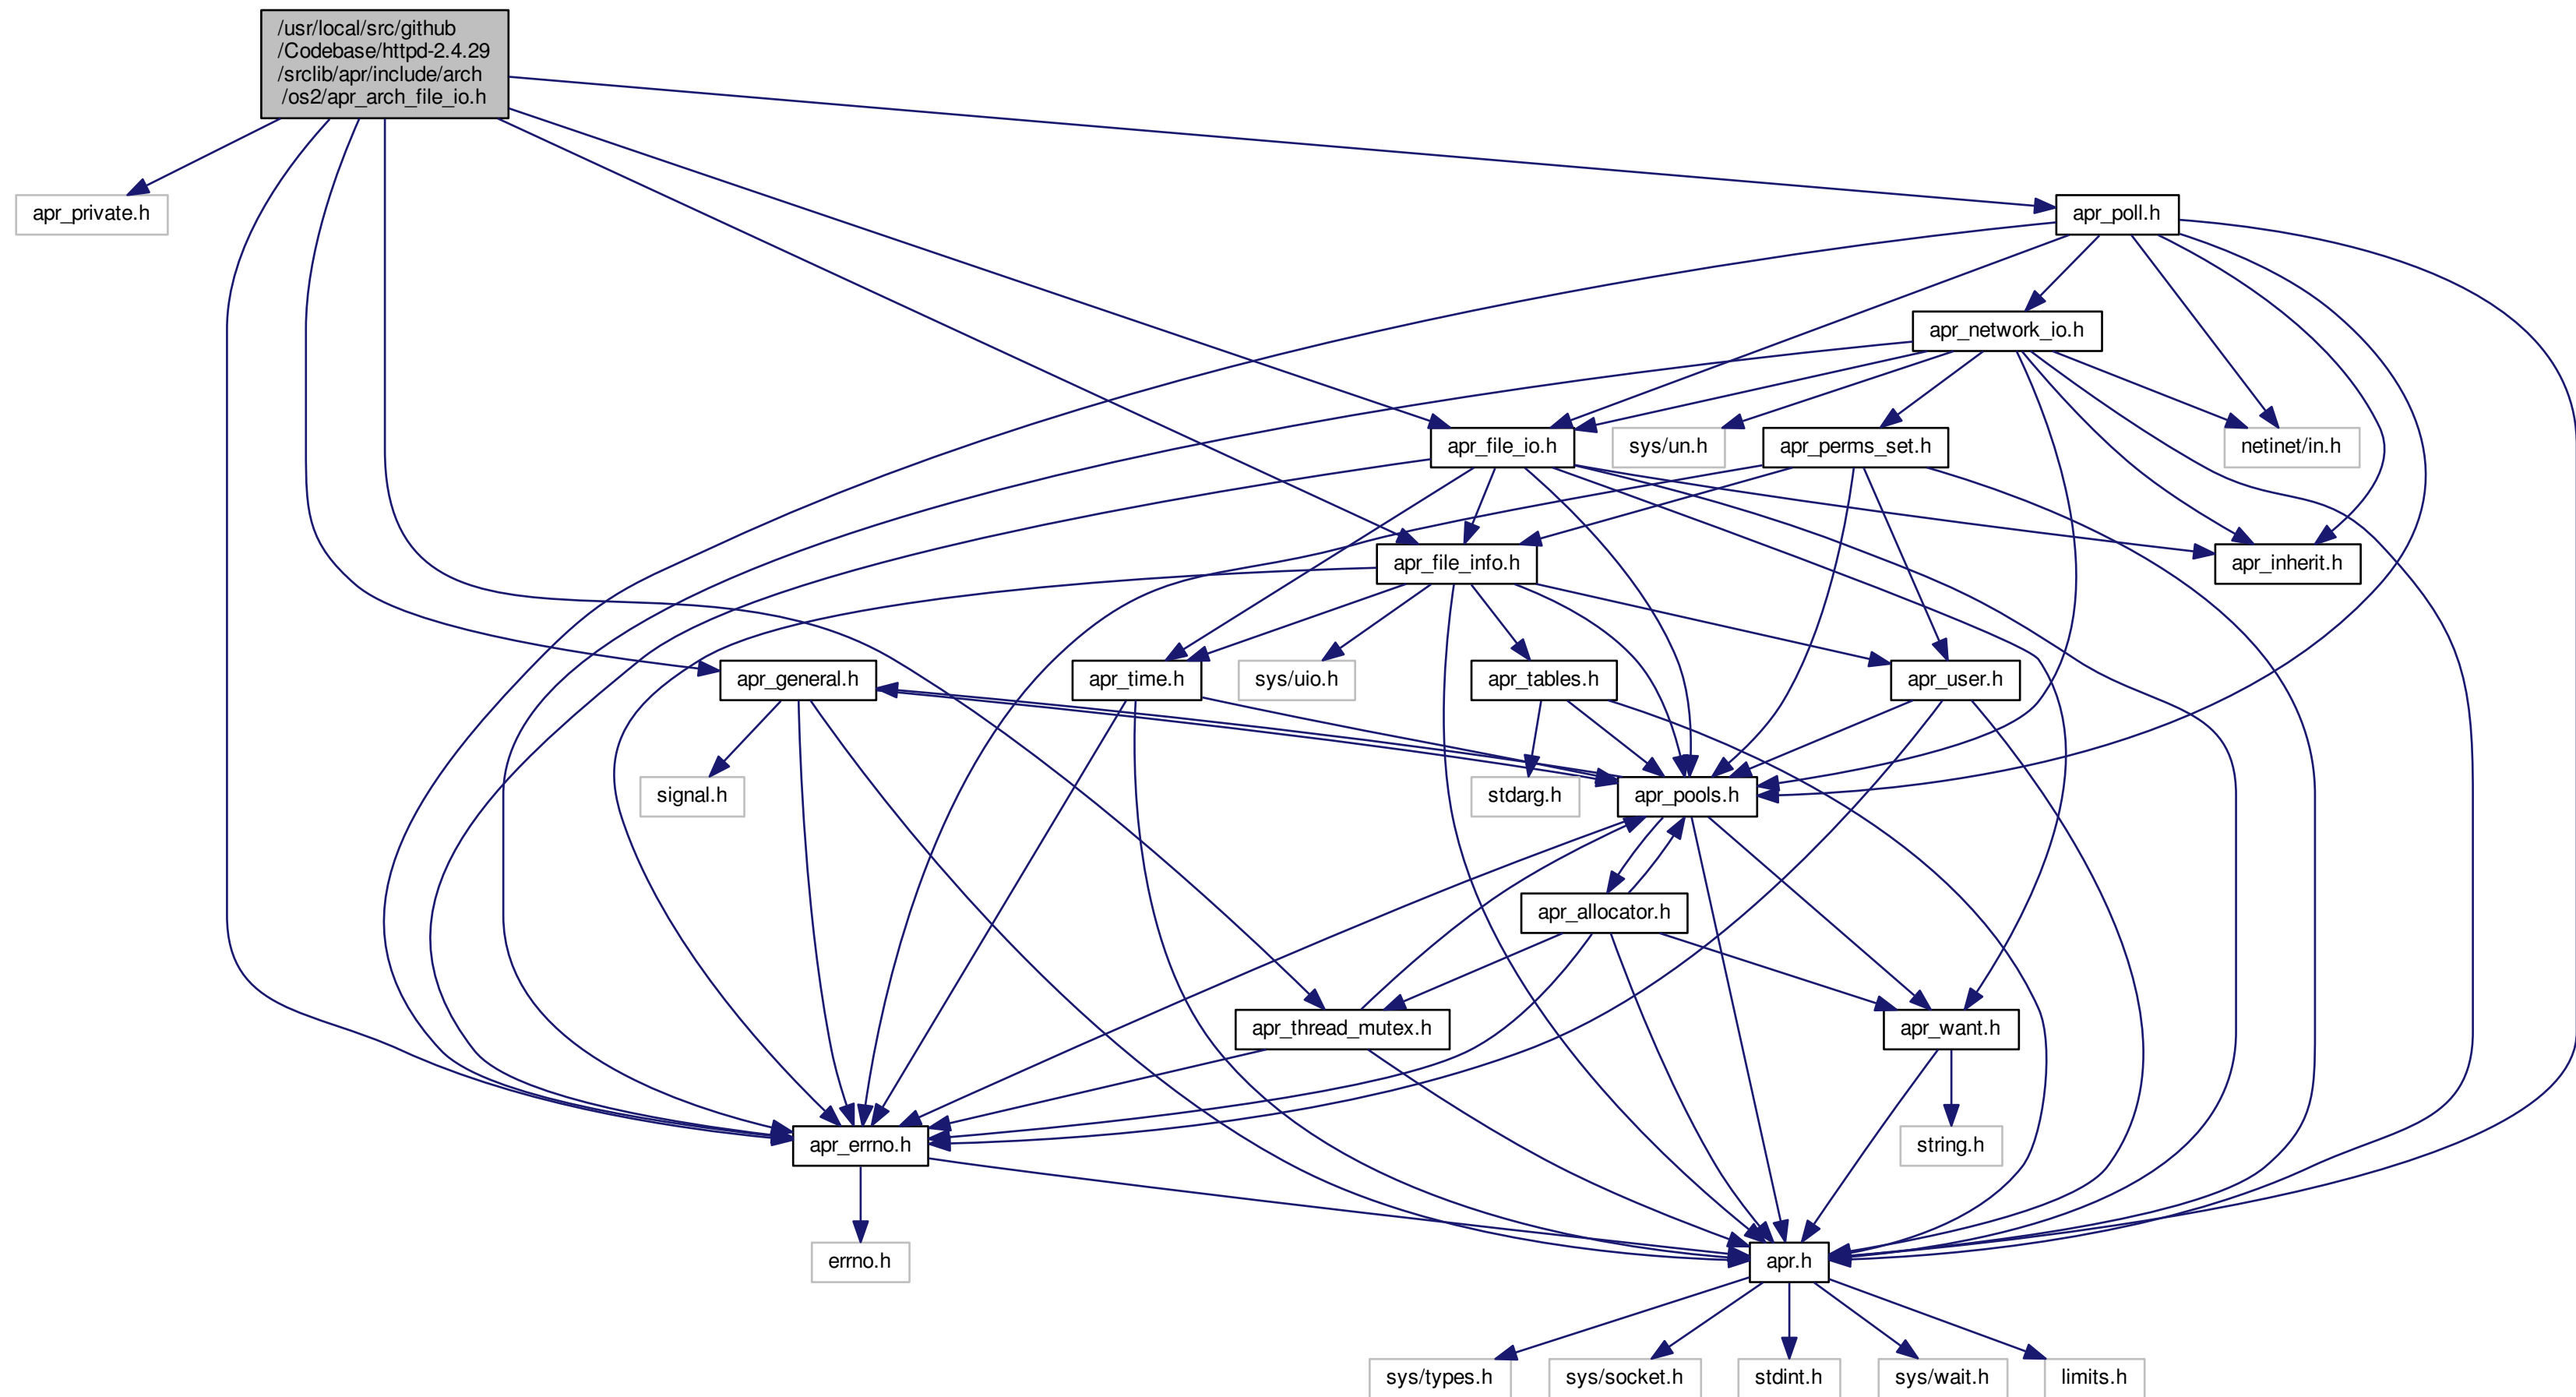 /usr/local/src/github
/Codebase/httpd-2.4.29
/srclib/apr/include/arch
/os2/apr_arch_file_io.h
apr_private.h
apr_poll.h
apr_network_io.h
apr_file_io.h
sys/un.h
apr_perms_set.h
netinet/in.h
apr_file_info.h
apr_inherit.h
apr_general.h
apr_time.h
sys/uio.h
apr_tables.h
apr_user.h
signal.h
stdarg.h
apr_pools.h
apr_allocator.h
apr_thread_mutex.h
apr_want.h
apr_errno.h
string.h
errno.h
apr.h
sys/types.h
sys/socket.h
stdint.h
sys/wait.h
limits.h